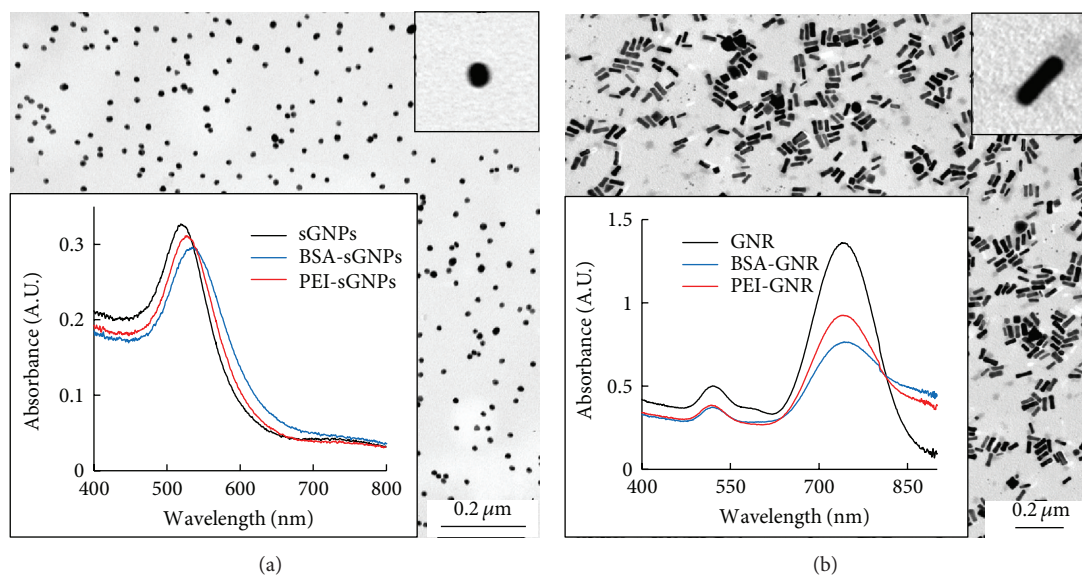 0.3
0.2
0.1
0
400
500
600
700
800
Absorbance (A.U.)
Wavelength (nm)
sGNPs
BSA-sGNPs
PEI-sGNPs
0.2 µm
(a)
1.5
1
0.5
0
400
550
700
850
Absorbance (A.U.)
Wavelength (nm)
GNR
BSA-GNR
PEI-GNR
0.2 µm
(b)